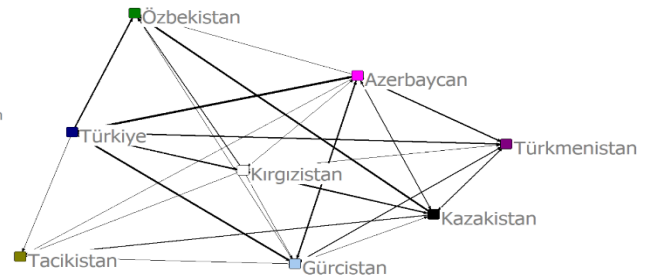 Özbekistan
Azerbaycan
Türkiye
Türkmenistan
Kırgızistan
Kazakistan
Tacikistan
Gürcistan